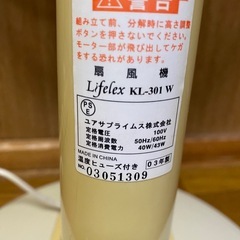 警告
組み立て前、分解時に高さ調整
ボタンを押さないでください。
モーター部が飛び出してケガ
をする恐れがあります。
扇風機
Lifelex KL-301 W
PSE
ユアサプライムス株式会社
定格電圧 100V
定格周波数 50Hz/60Hz
定格消費電力 40W/43W
MADE IN CHINA 03年製
温度ヒューズ付き
No 03051309